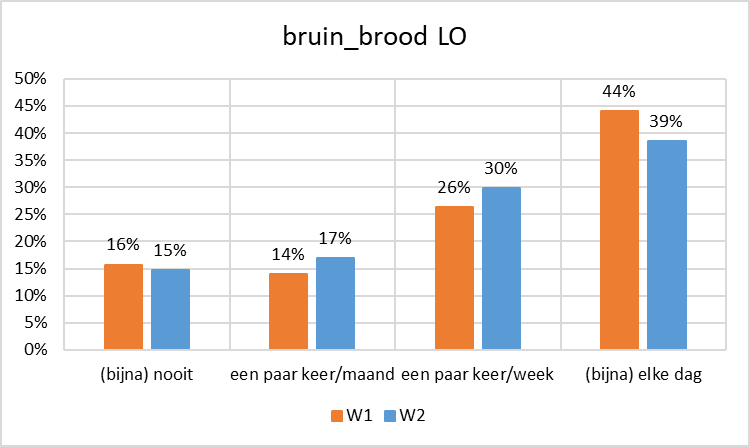 bruin_brood LO
50%
45%
40%
35%
30%
25%
20%
15%
10%
5%
0%
16%
15%
14%
17%
26%
30%
44%
39%
(bijna) nooit
een paar keer/maand
een paar keer/week
(bijna) elke dag
W1
W2